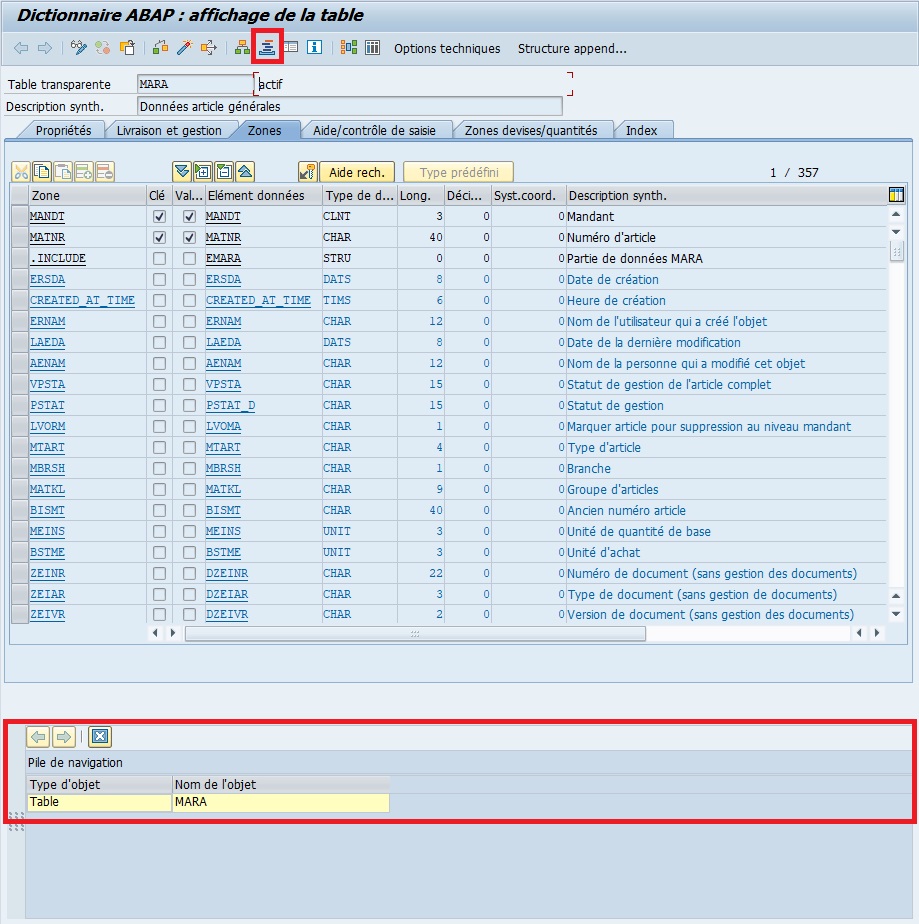 Dictionnaire ABAP : affichage de la table
Options techniques Structure append...
Table transparente MARA actif
Description synth. Données article générales
Propriétés Livraison et gestion Zones Aide/contrôle de saisie Zones devises/quantités Index
Aide rech. Type prédéfini 1 / 357
Zone Clé Val... Elément données Type de d... Long. Déci... Syst.coord. Description synth.
MANDT MANDT CLNT 3 0 0 Mandant
MATNR MATNR CHAR 40 0 0 Numéro d'article
.INCLUDE EMARA STRU 0 0 0 Partie de données MARA
ERSDA ERSDA DATS 8 0 0 Date de création
CREATED_AT_TIME CREATED_AT_TIME TIMS 6 0 0 Heure de création
ERNAM ERNAM CHAR 12 0 0 Nom de l'utilisateur qui a créé l'objet
LAEDA LAEDA DATS 8 0 0 Date de la dernière modification
AENAM AENAM CHAR 12 0 0 Nom de la personne qui a modifié cet objet
VPSTA VPSTA CHAR 15 0 0 Statut de gestion de l'article complet
PSTAT PSTAT_D CHAR 15 0 0 Statut de gestion
LVORM LVOMA CHAR 1 0 0 Marquer article pour suppression au niveau mandant
MTART MTART CHAR 4 0 0 Type d'article
MBRSH MBRSH CHAR 1 0 0 Branche
MATKL MATKL CHAR 9 0 0 Groupe d'articles
BISMT BISMT CHAR 40 0 0 Ancien numéro article
MEINS MEINS UNIT 3 0 0 Unité de quantité de base
BSTME BSTME UNIT 3 0 0 Unité d'achat
ZEINR DZEINR CHAR 22 0 0 Numéro de document (sans gestion des documents)
ZEIAR DZEIAR CHAR 3 0 0 Type de document (sans gestion de documents)
ZEIVR DZEIVR CHAR 2 0 0 Version de document (sans gestion des documents)
Pile de navigation
Type d'objet Nom de l'objet
Table MARA